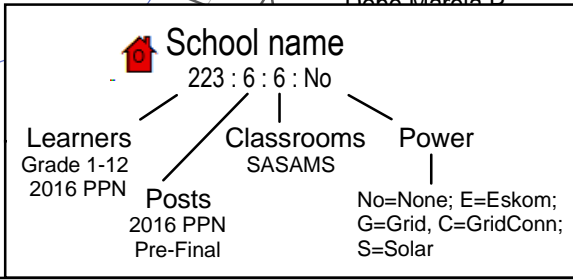 O School name
223 : 6 : 6 : No
Learners
Grade 1-12
2016 PPN
Posts
2016 PPN
Pre-Final
Classrooms
SASAMS
Power
No=None; E=Eskom;
G=Grid, C=GridConn;
S=Solar